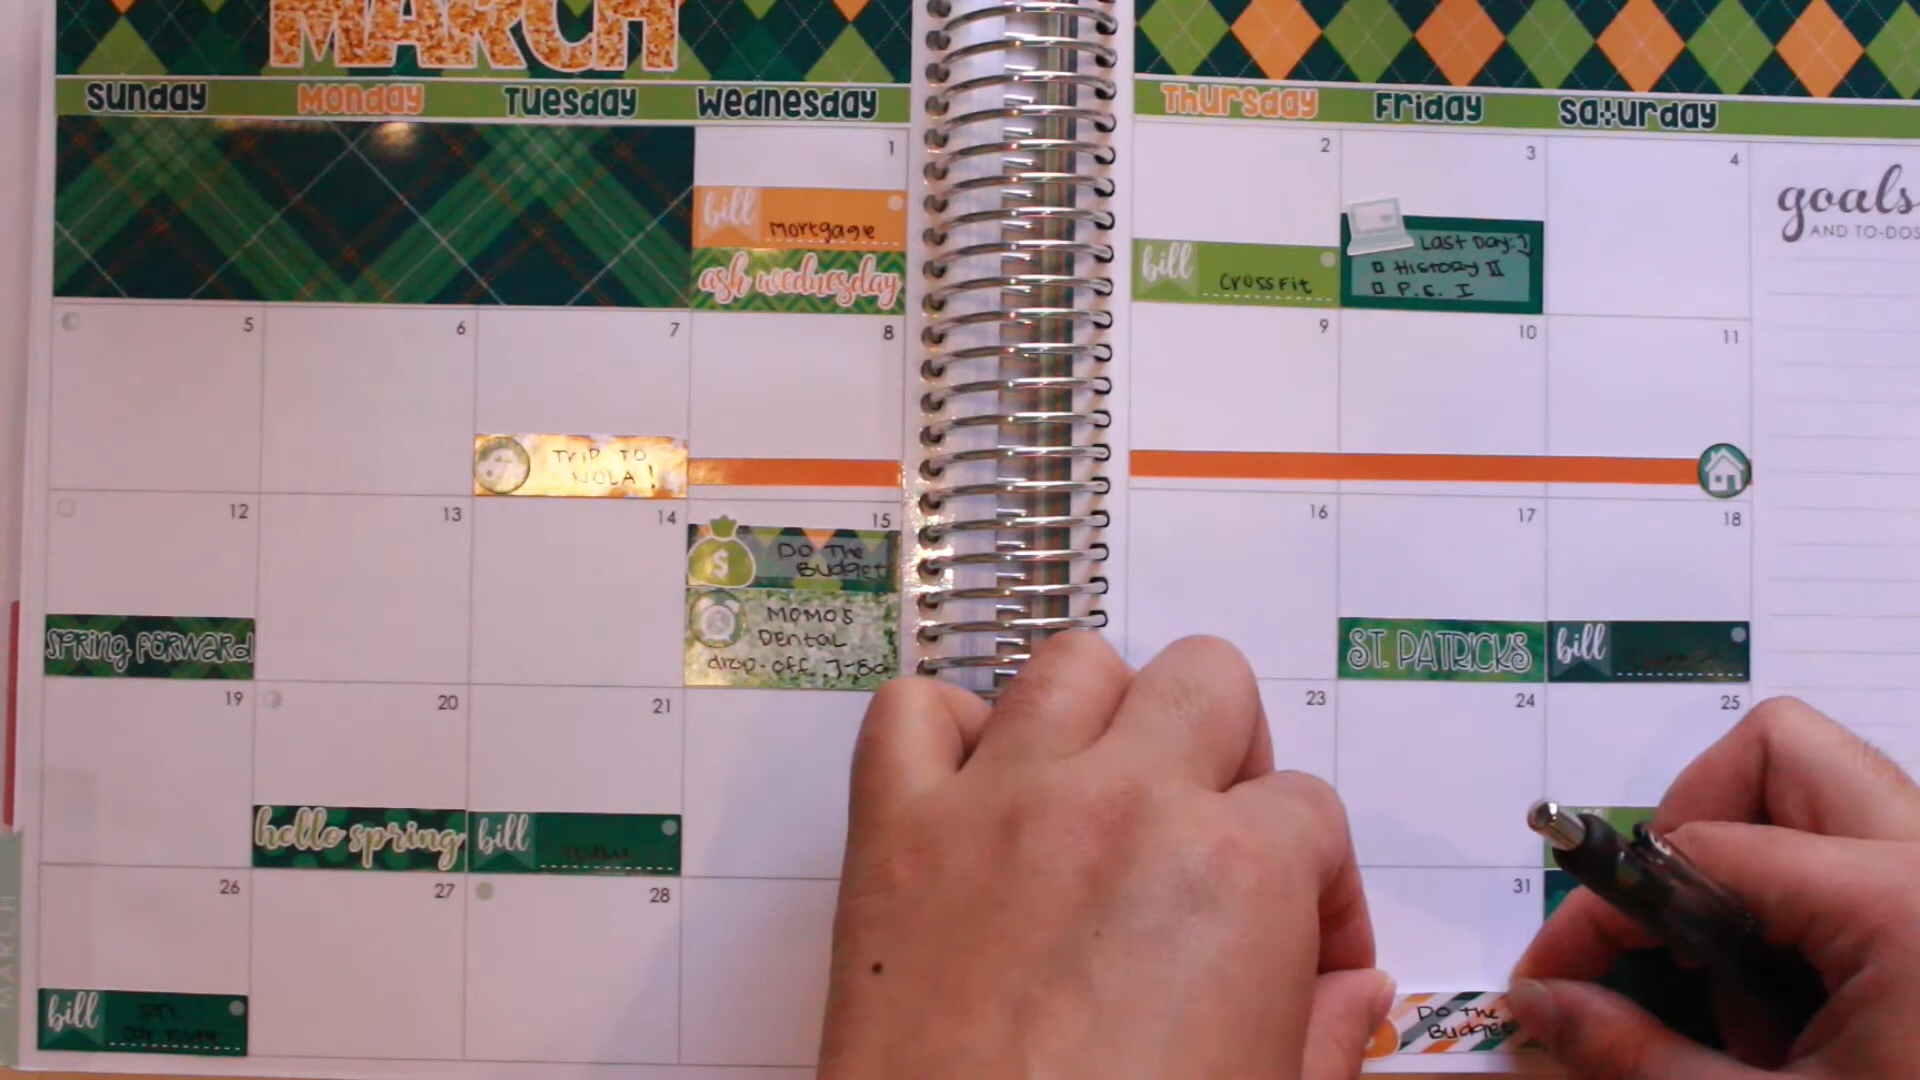 MARCH
Sunday Monday Tuesday Wednesday Thursday Friday Saturday
1
bill Mortgage
ash wednesday
2
bill CrossFit
3
Last Day:
History II
P.S. I
4
goals
AND TO-DOS
5
6
7
TRIP TO
NOLA!
8
9
10
11
12
SPRING FORWARD
13
14
15
$
Do The
Budget
MOMOS
Dental
drop-off 7-8a
16
17
ST. PATRICKS
18
bill
19
20
hello spring
21
bill
23
24
25
26
bill
27
28
31
Do The
Budget
MARCH